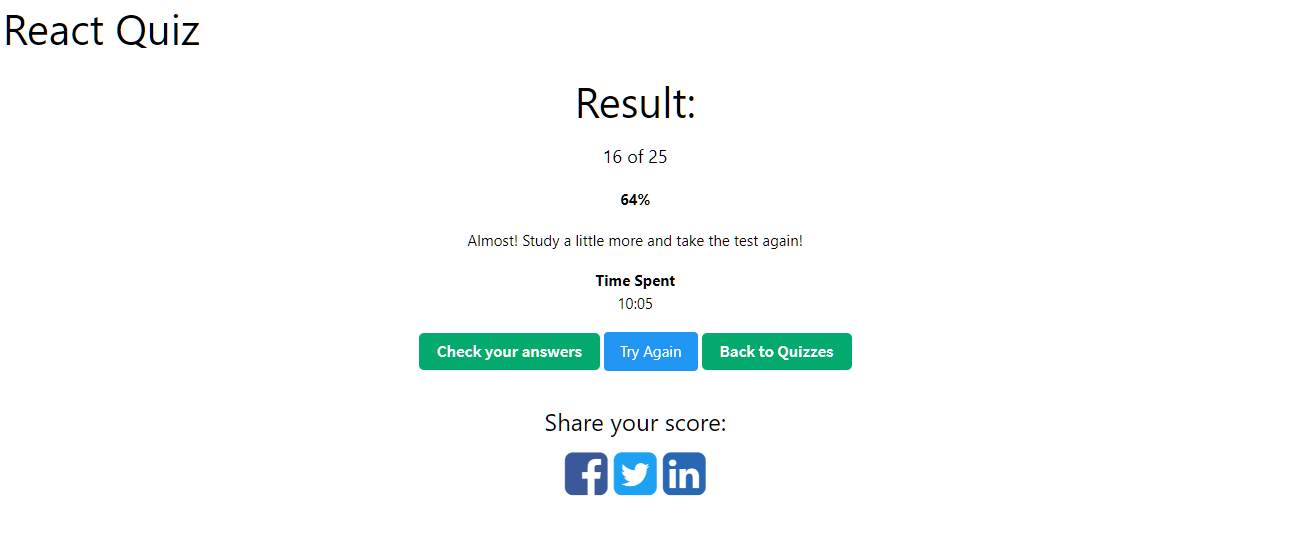 React Quiz
Result:
16 of 25
64%
Almost! Study a little more and take the test again!
Time Spent
10:05
Check your answers Try Again Back to Quizzes
Share your score:
f in